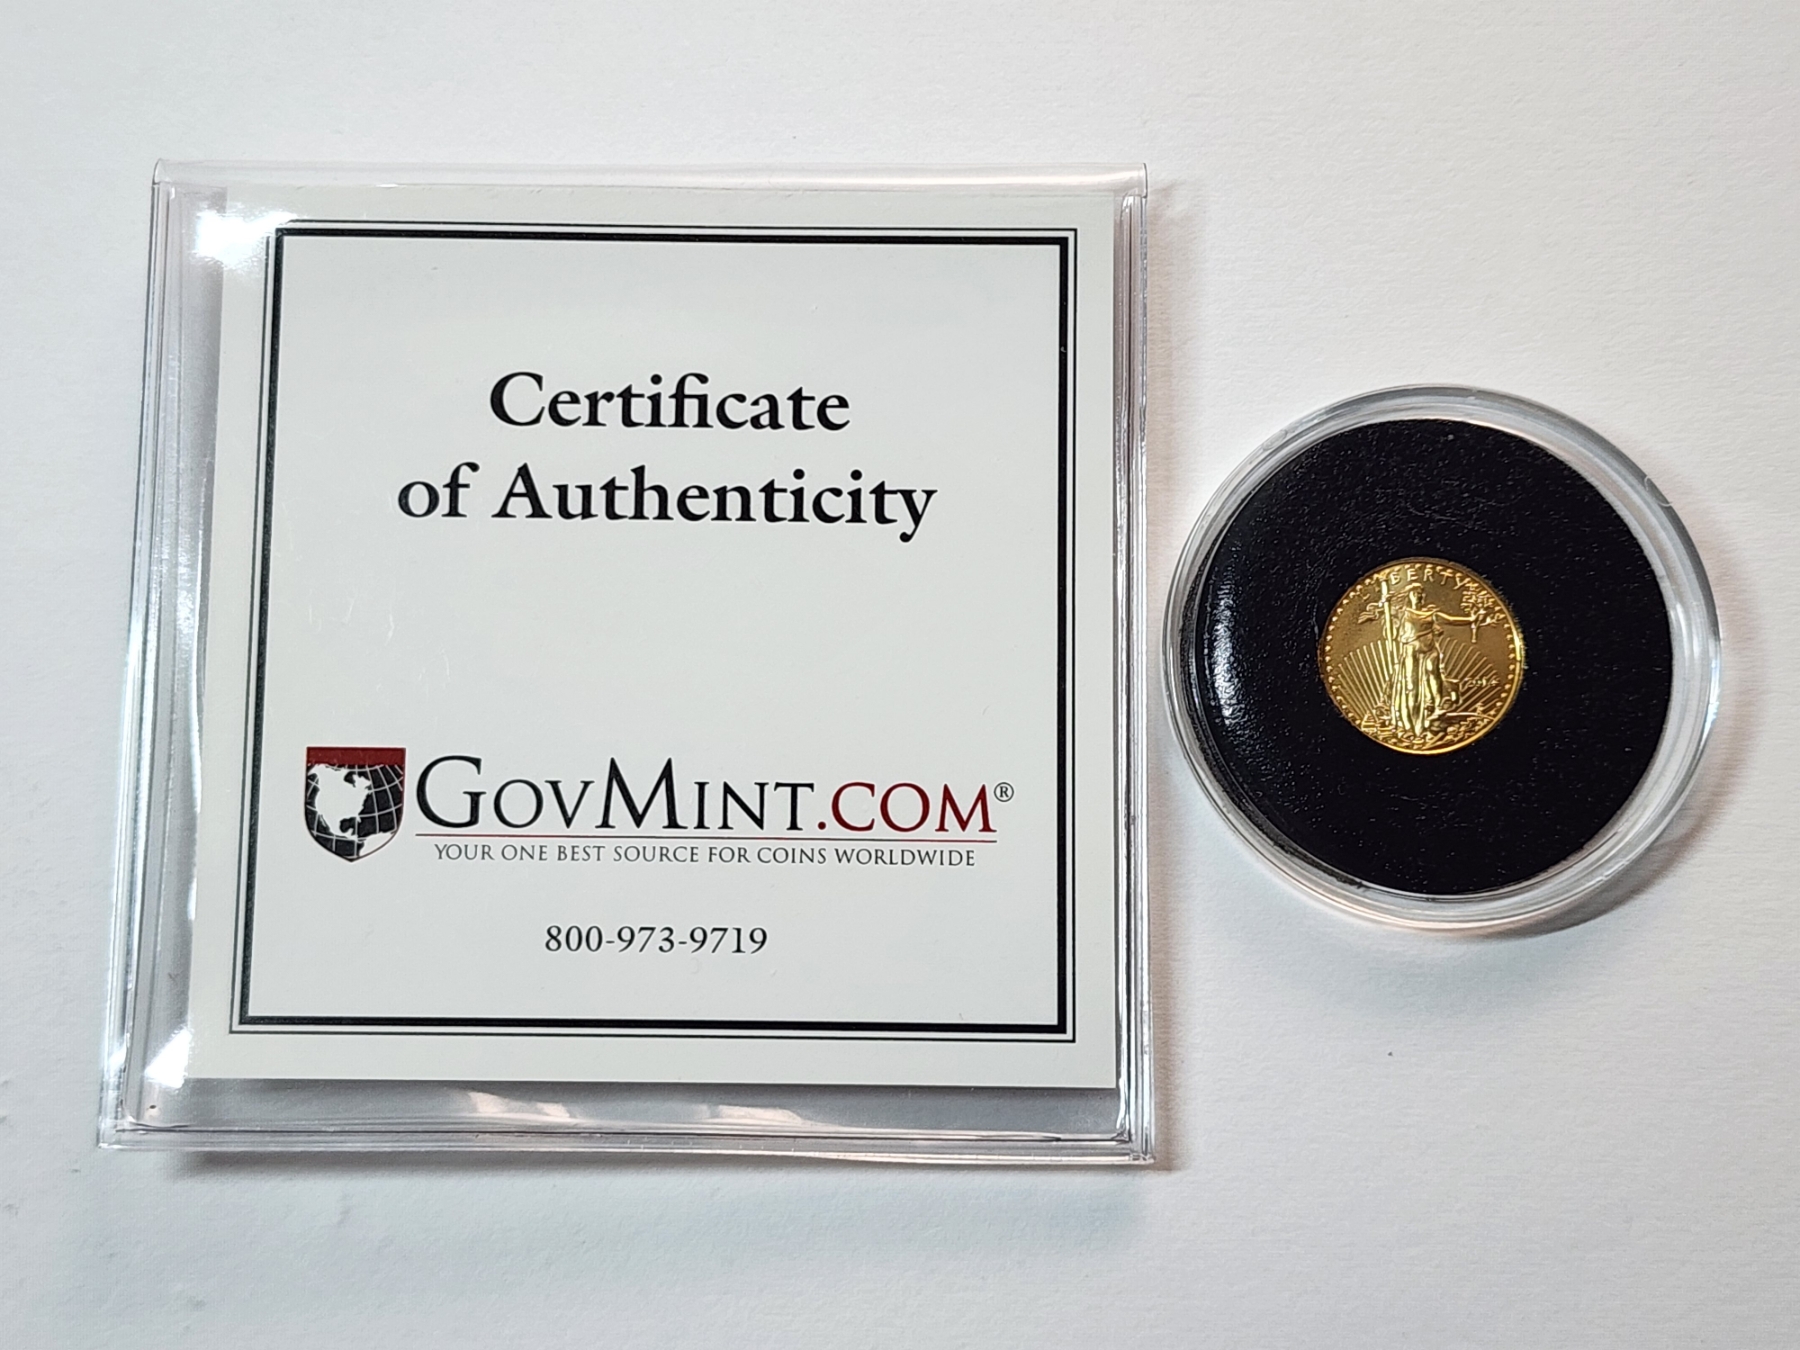 Certificate
of Authenticity
GOVMINT.COM®
YOUR ONE BEST SOURCE FOR COINS WORLDWIDE
800-973-9719
LIBERTY